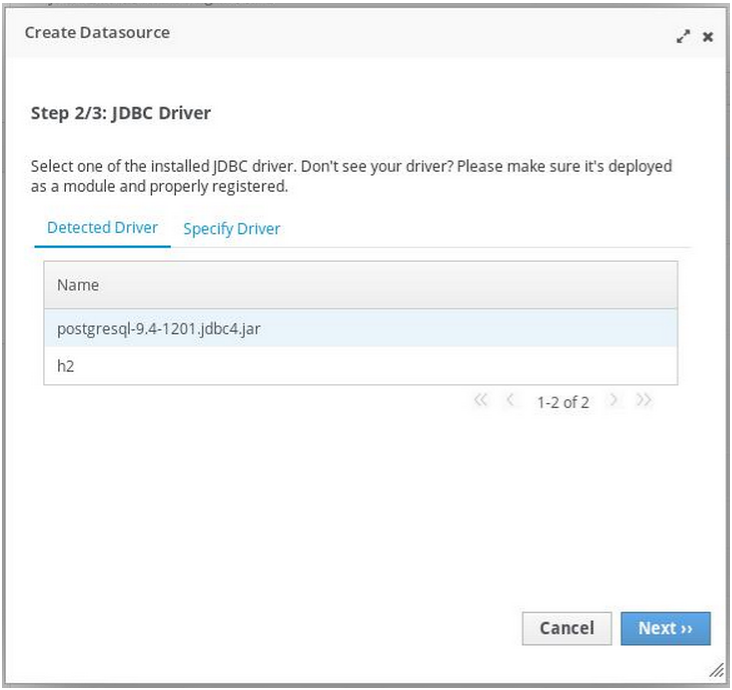 Create Datasource
Step 2/3: JDBC Driver
Select one of the installed JDBC driver. Don't see your driver? Please make sure it's deployed
as a module and properly registered.
Detected Driver Specify Driver
Name
postgresql-9.4-1201.jdbc4.jar
h2
1-2 of 2
Cancel Next ››